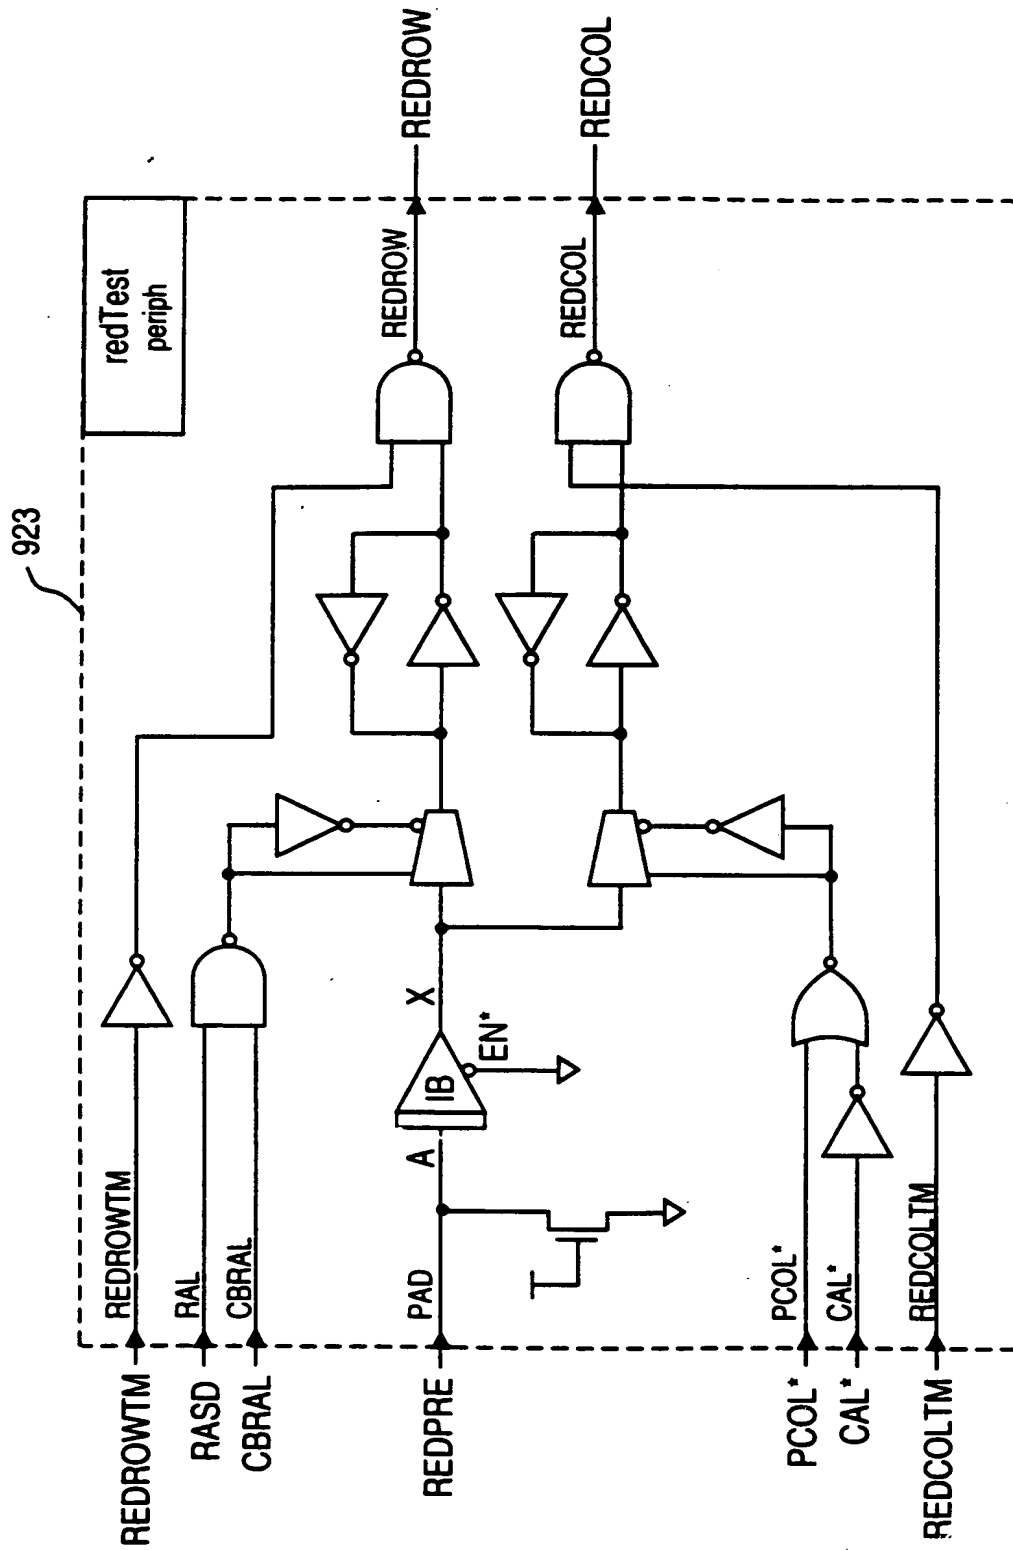 923
redTest
periph
REDROWTM
REDROWTM
RASD
RAL
CBRAL
CBRAL
REDPRE
PAD
A
IB
X
EN*
PCOL*
PCOL*
CAL*
CAL*
REDCOLTM
REDCOLTM
REDROW
REDROW
REDCOL
REDCOL